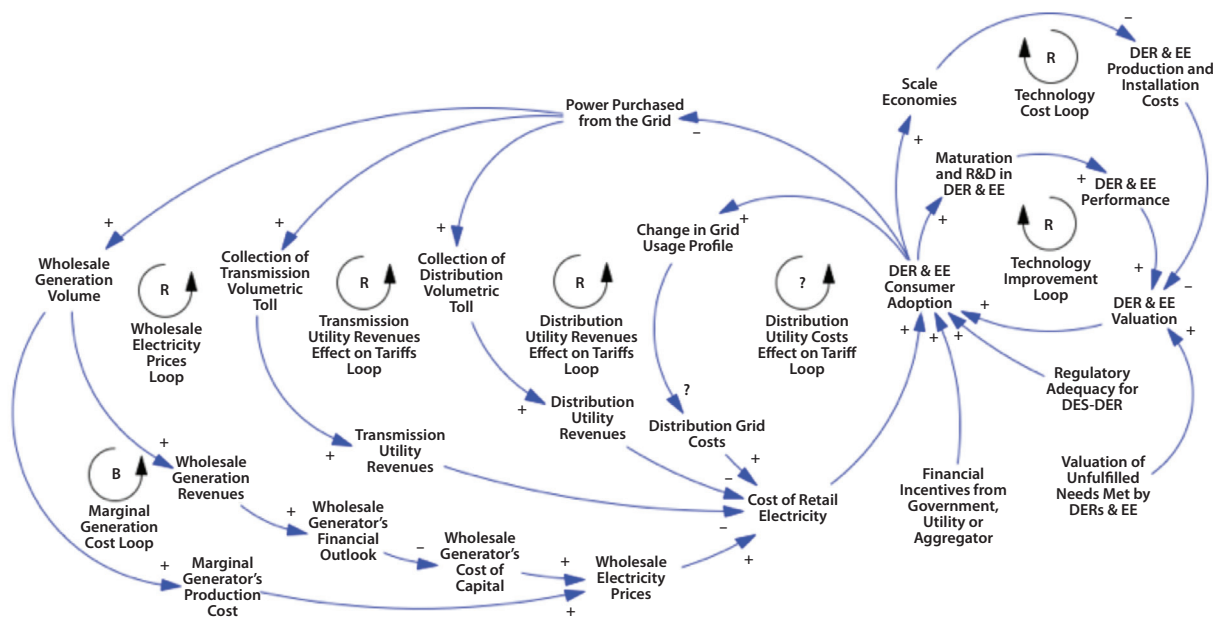 −
DER & EE
Production and
Installation
Costs
R
Technology
Cost Loop
Scale
Economies
+
Power Purchased
from the Grid
−
Maturation
and R&D in
DER & EE
+
+
DER & EE
Performance
R
Technology
Improvement
Loop
+
−
DER & EE
Valuation
+
+
+
Change in Grid
Usage Profile
DER & EE
Consumer
Adoption
+
+
+
+
Wholesale
Generation
Volume
R
Wholesale
Electricity
Prices
Loop
+
Collection of
Transmission
Volumetric
Toll
R
Transmission
Utility Revenues
Effect on Tariffs
Loop
+
Collection of
Distribution
Volumetric
Toll
R
Distribution
Utility Revenues
Effect on Tariffs
Loop
?
Distribution
Utility Costs
Effect on Tariff
Loop
Regulatory
Adequacy for
DES-DER
?
Distribution Grid
Costs
+
+
Distribution
Utility
Revenues
−
+
Transmission
Utility
Revenues
−
+
Wholesale
Generation
Revenues
B
Marginal
Generation
Cost Loop
+
Wholesale
Generator’s
Financial
Outlook
−
Wholesale
Generator’s
Cost of
Capital
+
Wholesale
Electricity
Prices
+
Cost of Retail
Electricity
+
Marginal
Generator’s
Production
Cost
+
Financial
Incentives from
Government,
Utility or
Aggregator
Valuation of
Unfulfilled
Needs Met by
DERs & EE